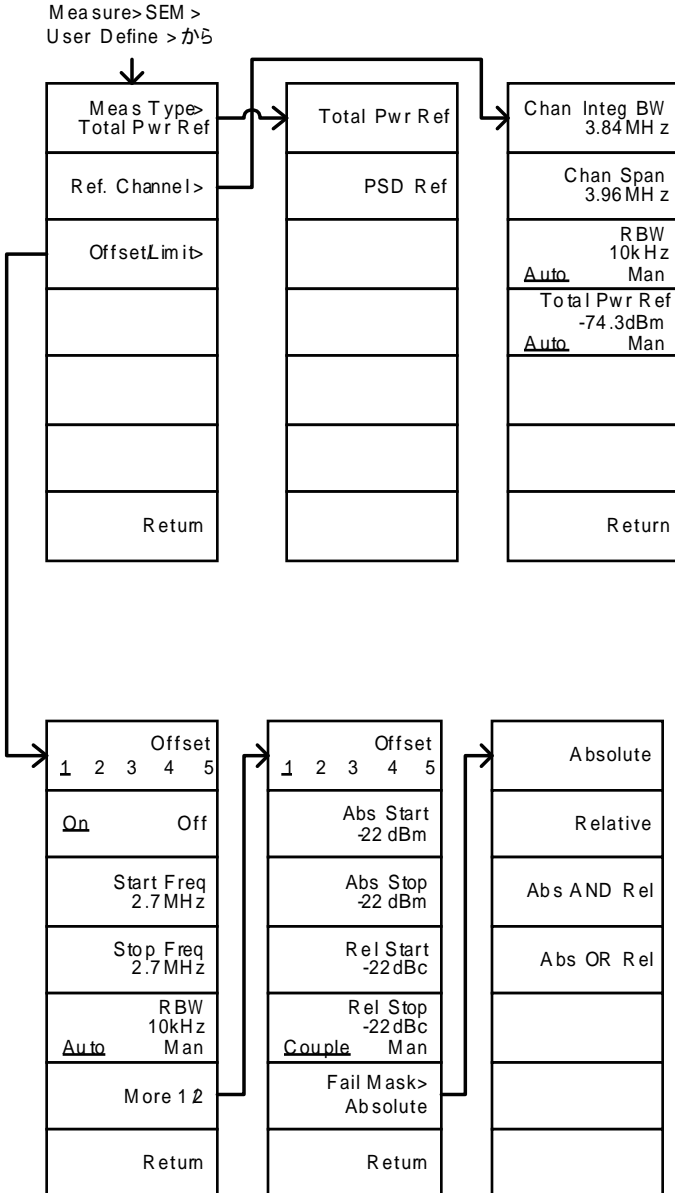 Measure> SEM >
User Define > から
Meas Type>
Total Pwr Ref
Ref. Channel>
Offset/Limit>
Return
Total Pwr Ref
PSD Ref
Chan Integ BW
3.84MHz
Chan Span
3.96MHz
RBW
10kHz
Auto Man
Total Pwr Ref
-74.3dBm
Auto Man
Return
Offset
1 2 3 4 5
On Off
Start Freq
2.7MHz
Stop Freq
2.7MHz
RBW
10kHz
Auto Man
More 1/2
Return
Offset
1 2 3 4 5
Abs Start
-22 dBm
Abs Stop
-22 dBm
Rel Start
-22dBc
Rel Stop
-22dBc
Couple Man
Fail Mask>
Absolute
Return
Absolute
Relative
Abs AND Rel
Abs OR Rel